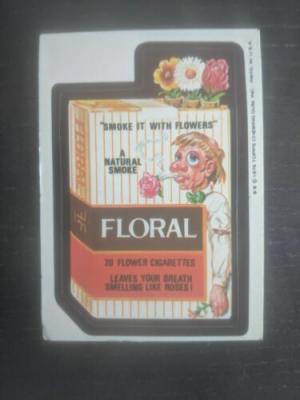 "SMOKE IT WITH FLOWERS"
A
NATURAL
SMOKE
FLORAL
FLORAL
20 FLOWER CIGARETTES
LEAVES YOUR BREATH
SMELLING LIKE ROSES!